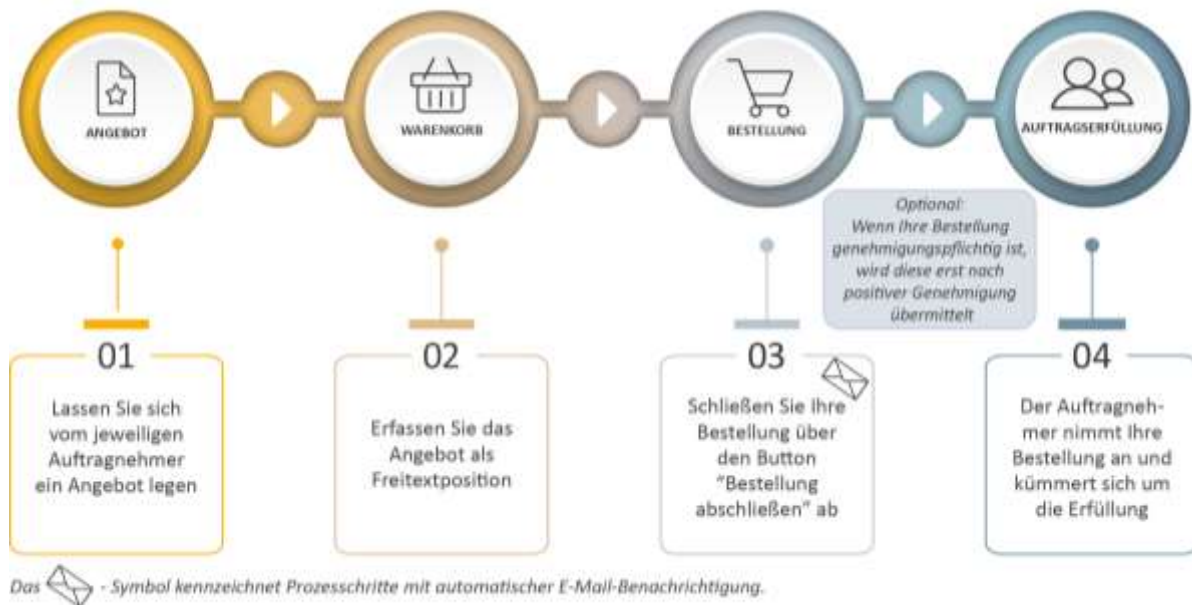 ANGEBOT
WARENKORB
BESTELLUNG
AUFTRAGSERFÜLLUNG
Optional:
Wenn Ihre Bestellung
genehmigungspflichtig ist,
wird diese erst nach
positiver Genehmigung
übermittelt
01
Lassen Sie sich
vom jeweiligen
Auftragnehmer
ein Angebot legen
02
Erfassen Sie das
Angebot als
Freitextposition
03
Schließen Sie Ihre
Bestellung über
den Button
“Bestellung
abschließen” ab
04
Der Auftragneh-
mer nimmt Ihre
Bestellung an und
kümmert sich um
die Erfüllung
Das - Symbol kennzeichnet Prozesschritte mit automatischer E-Mail-Benachrichtigung.